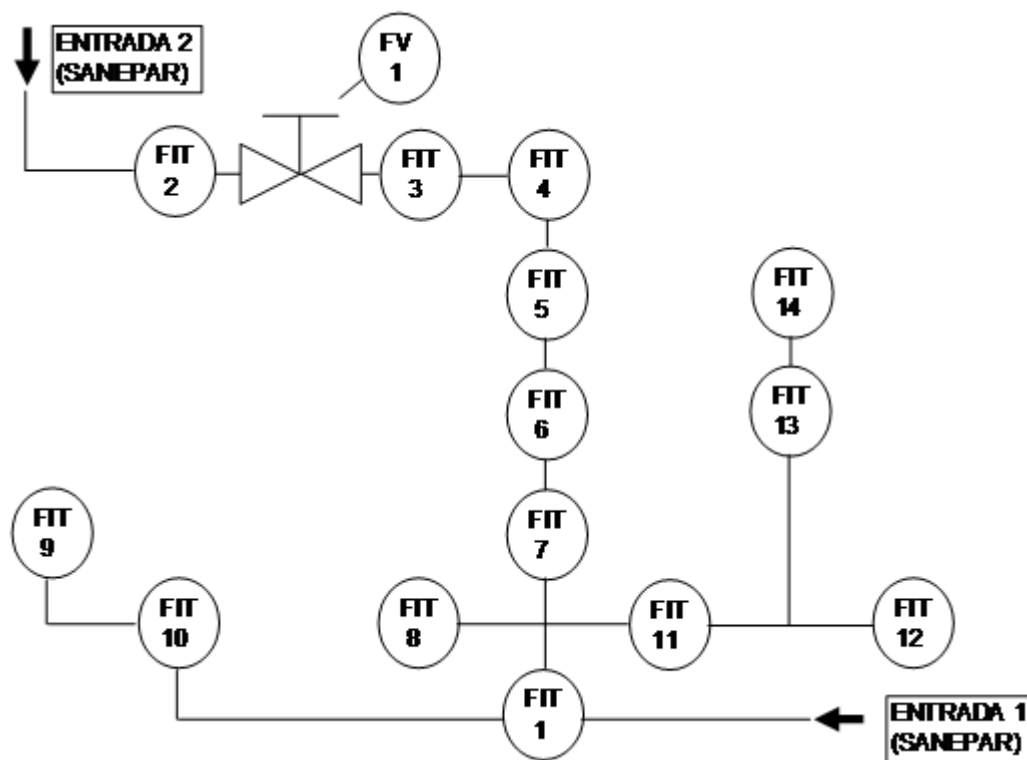 ENTRADA 2
(SANEPAR)
FV
1
FIT
2
FIT
3
FIT
4
FIT
5
FIT
14
FIT
6
FIT
13
FIT
9
FIT
7
FIT
10
FIT
8
FIT
11
FIT
12
FIT
1
ENTRADA 1
(SANEPAR)